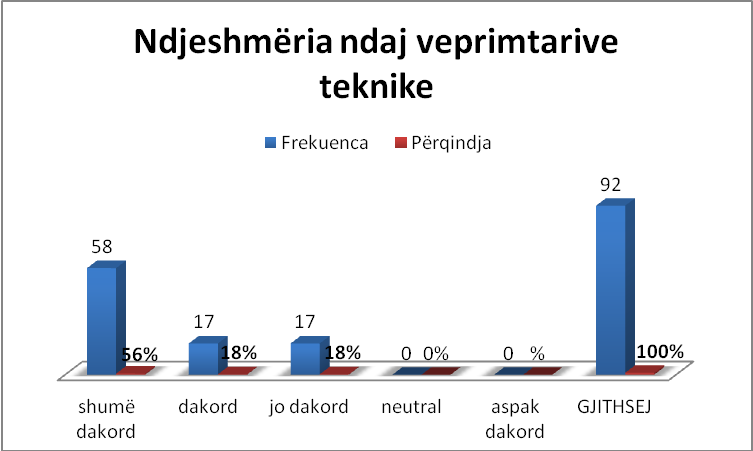 Ndjeshmëria ndaj veprimtarive
teknike
Frekuenca Përqindja
58 56%
17 18%
17 18%
0 0%
0 %
92 100%
shumë
dakord
dakord
jo dakord
neutral
aspak
dakord
GJITHSEJ